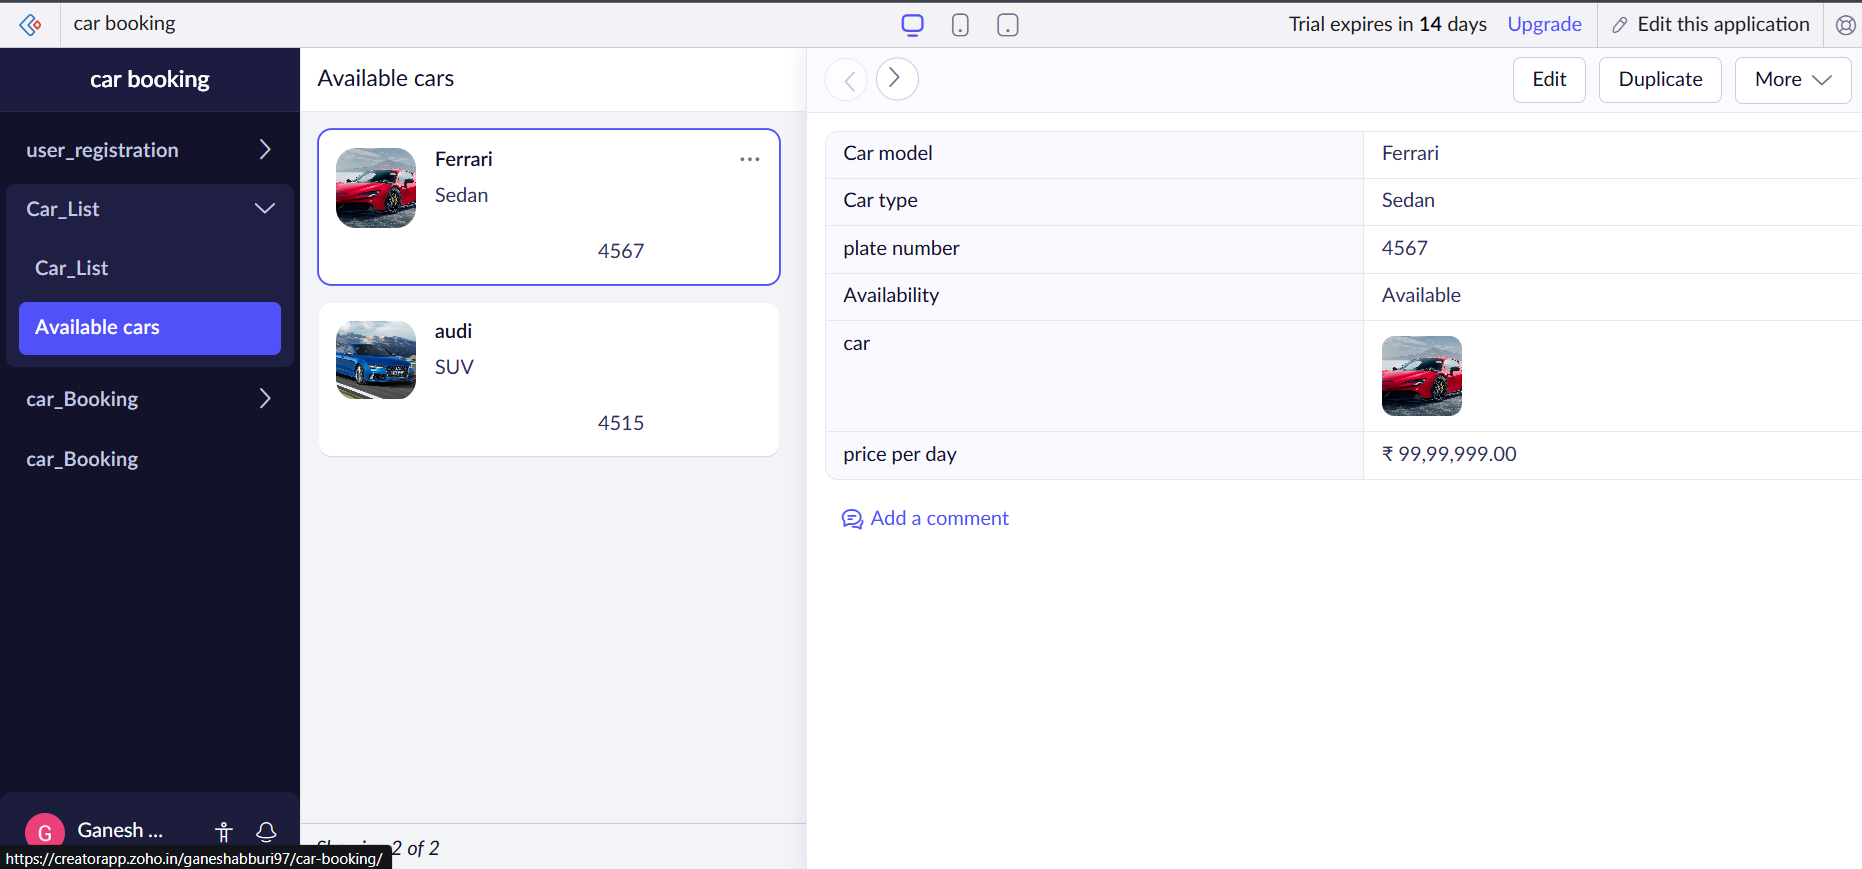 car booking
Trial expires in 14 days Upgrade Edit this application
car booking
user_registration
Car_List
Car_List
Available cars
car_Booking
car_Booking
Ganesh ...
G
https://creatorapp.zoho.in/ganeshabburi97/car-booking/
Available cars
Ferrari
Sedan
4567
audi
SUV
4515
2 of 2
Edit Duplicate More
Car model Ferrari
Car type Sedan
plate number 4567
Availability Available
car
price per day ₹ 99,99,999.00
Add a comment